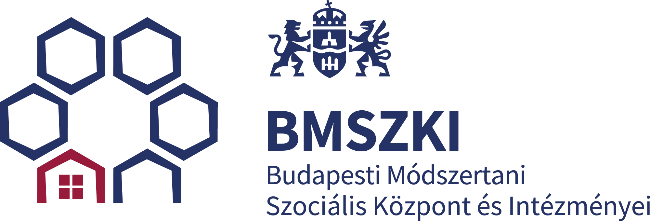 BMSZKI
Budapesti Módszertani
Szociális Központ és Intézményei